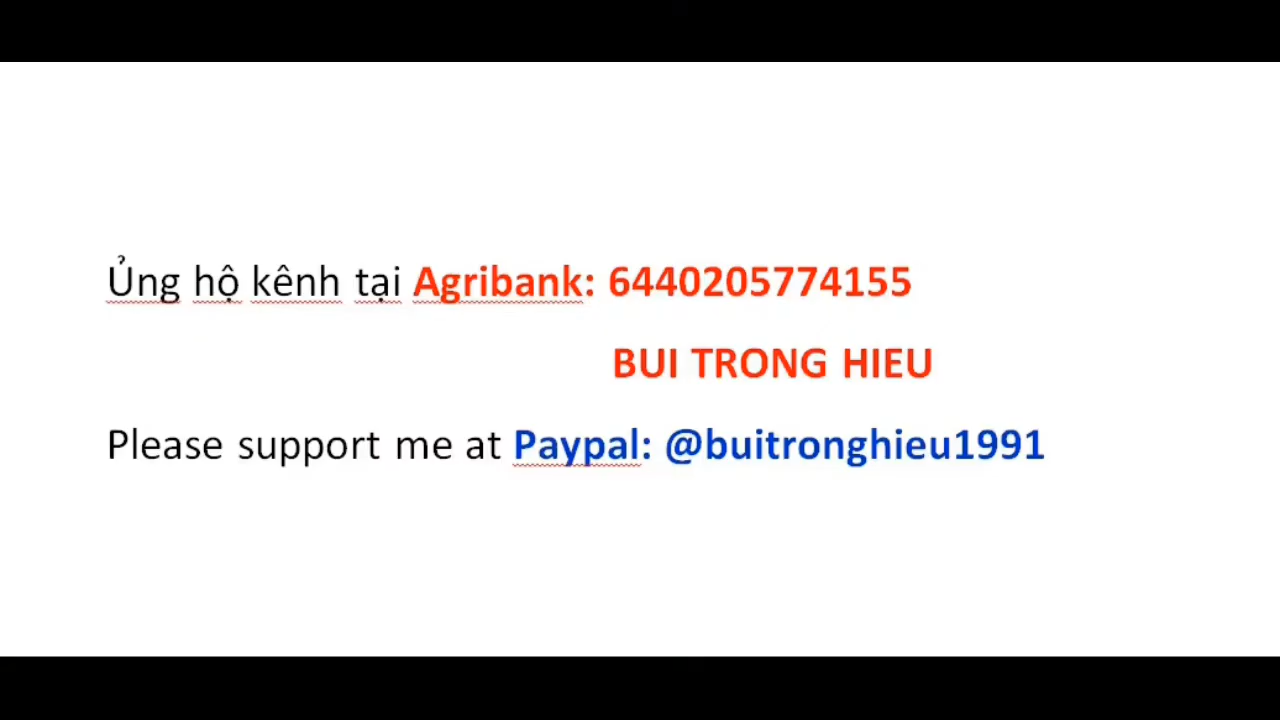 Ủng hộ kênh tại Agribank: 6440205774155
BUI TRONG HIEU
Please support me at Paypal: @buitronghieu1991